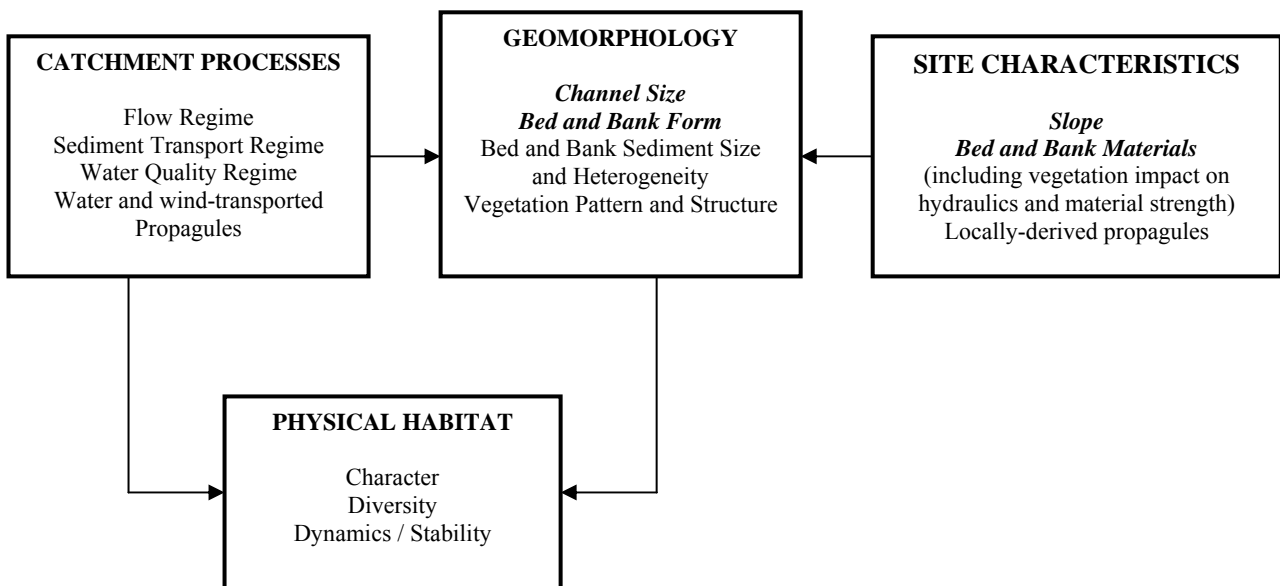 CATCHMENT PROCESSES
Flow Regime
Sediment Transport Regime
Water Quality Regime
Water and wind-transported
Propagules
GEOMORPHOLOGY
Channel Size
Bed and Bank Form
Bed and Bank Sediment Size
and Heterogeneity
Vegetation Pattern and Structure
SITE CHARACTERISTICS
Slope
Bed and Bank Materials
(including vegetation impact on
hydraulics and material strength)
Locally-derived propagules
PHYSICAL HABITAT
Character
Diversity
Dynamics / Stability